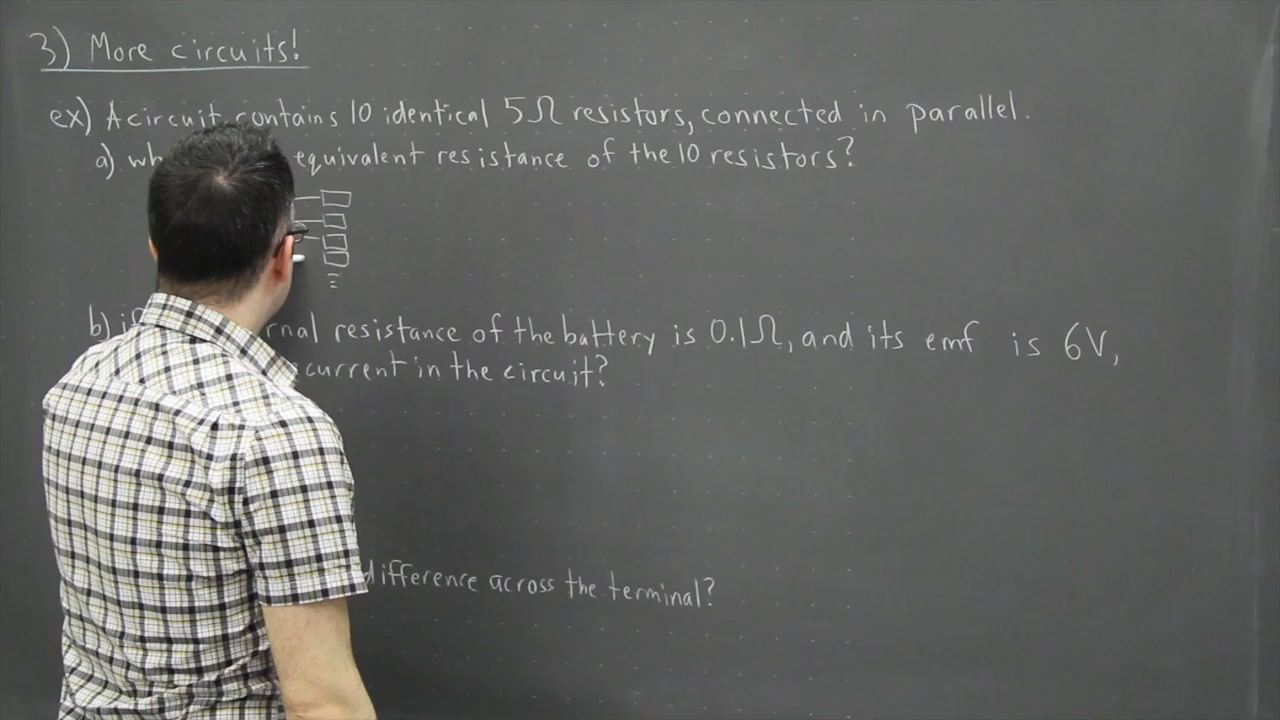 3) More circuits!
ex) A circuit contains 10 identical 5Ω resistors, connected in parallel.
a) equivalent resistance of the 10 resistors?
b) if resistance of the battery is 0.1Ω, and its emf is 6V,
current in the circuit?
difference across the terminal?